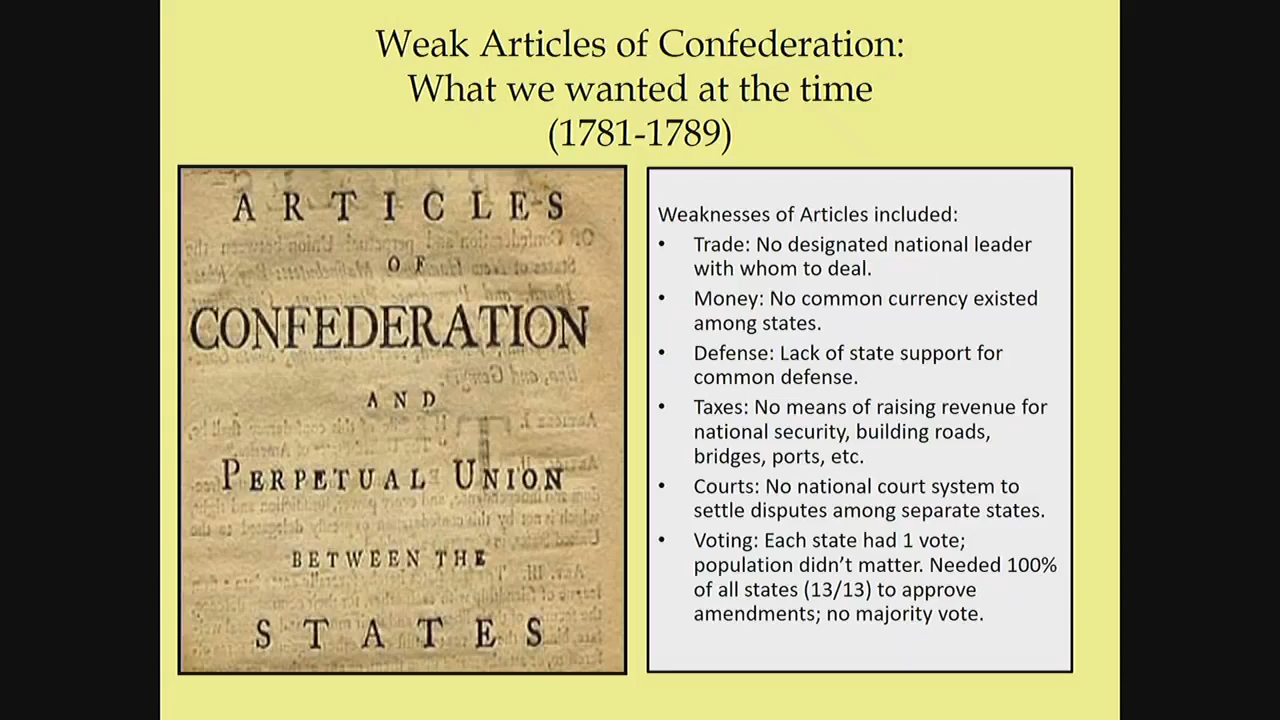 Weak Articles of Confederation:
What we wanted at the time
(1781-1789)
ARTICLES
OF
CONFEDERATION
AND
PERPETUAL UNION
BETWEEN THE
STATES
Weaknesses of Articles included:
• Trade: No designated national leader
with whom to deal.
• Money: No common currency existed
among states.
• Defense: Lack of state support for
common defense.
• Taxes: No means of raising revenue for
national security, building roads,
bridges, ports, etc.
• Courts: No national court system to
settle disputes among separate states.
• Voting: Each state had 1 vote;
population didn’t matter. Needed 100%
of all states (13/13) to approve
amendments; no majority vote.